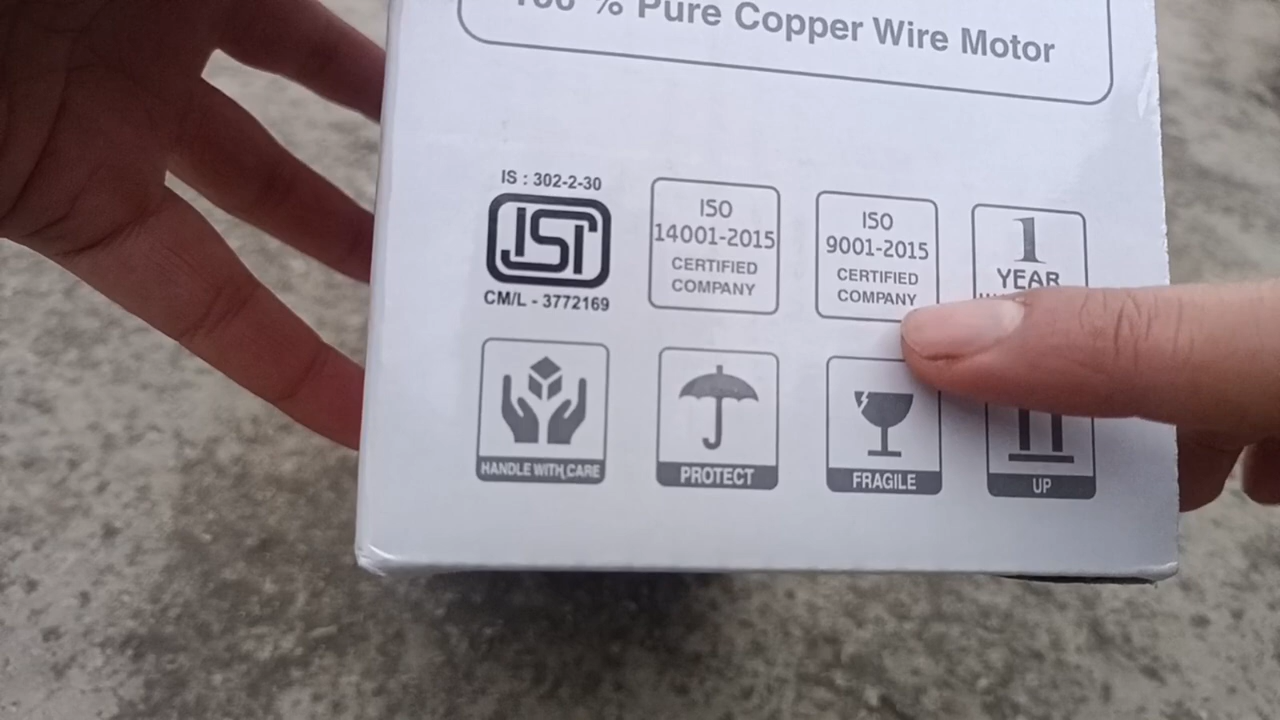 % Pure Copper Wire Motor
IS : 302-2-30
ISI
CM/L - 3772169
ISO
14001-2015
CERTIFIED
COMPANY
ISO
9001-2015
CERTIFIED
COMPANY
1
YEAR
HANDLE WITH CARE
PROTECT
FRAGILE
UP